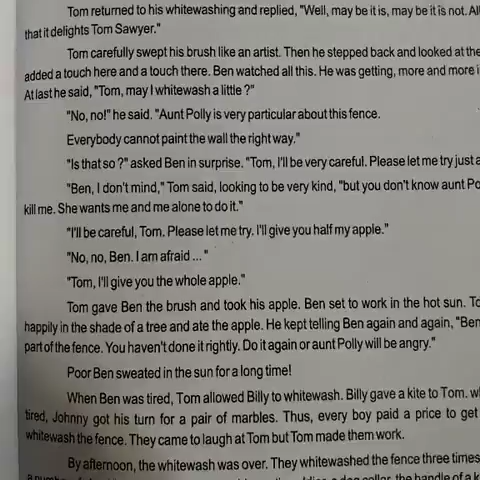 Tom returned to his whitewashing and replied, "Well, may be it is, may be it is not.
that it delights Tom Sawyer."
Tom carefully swept his brush like an artist. Then he stepped back and looked at the
added a touch here and a touch there. Ben watched all this. He was getting, more and more
At last he said, "Tom, may I whitewash a little ?"
"No, no!" he said. "Aunt Polly is very particular about this fence.
Everybody cannot paint the wall the right way."
"Is that so ?" asked Ben in surprise. "Tom, I'll be very careful. Please let me try just
"Ben, I don't mind," Tom said, looking to be very kind, "but you don't know aunt
kill me. She wants me and me alone to do it."
"I'll be careful, Tom. Please let me try. I'll give you half my apple."
"No, no, Ben. I am afraid ... "
"Tom, I'll give you the whole apple."
Tom gave Ben the brush and took his apple. Ben set to work in the hot sun.
happily in the shade of a tree and ate the apple. He kept telling Ben again and again, "Ben
part of the fence. You haven't done it rightly. Do it again or aunt Polly will be angry."
Poor Ben sweated in the sun for a long time!
When Ben was tired, Tom allowed Billy to whitewash. Billy gave a kite to Tom.
tired, Johnny got his turn for a pair of marbles. Thus, every boy paid a price to get
whitewash the fence. They came to laugh at Tom but Tom made them work.
By afternoon, the whitewash was over. They whitewashed the fence three times
collar, the handle of a